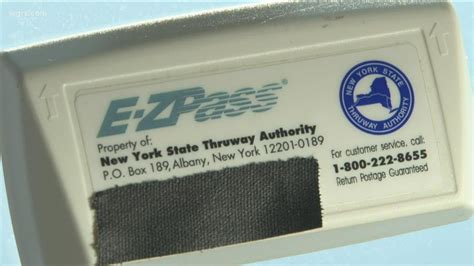 E-ZPass®
Property of:
New York State Thruway Authority
P.O. Box 189, Albany, New York 12201-0189
NEW YORK STATE
THRUWAY AUTHORITY
For customer service, call:
1-800-222-8655
Return Postage Guaranteed